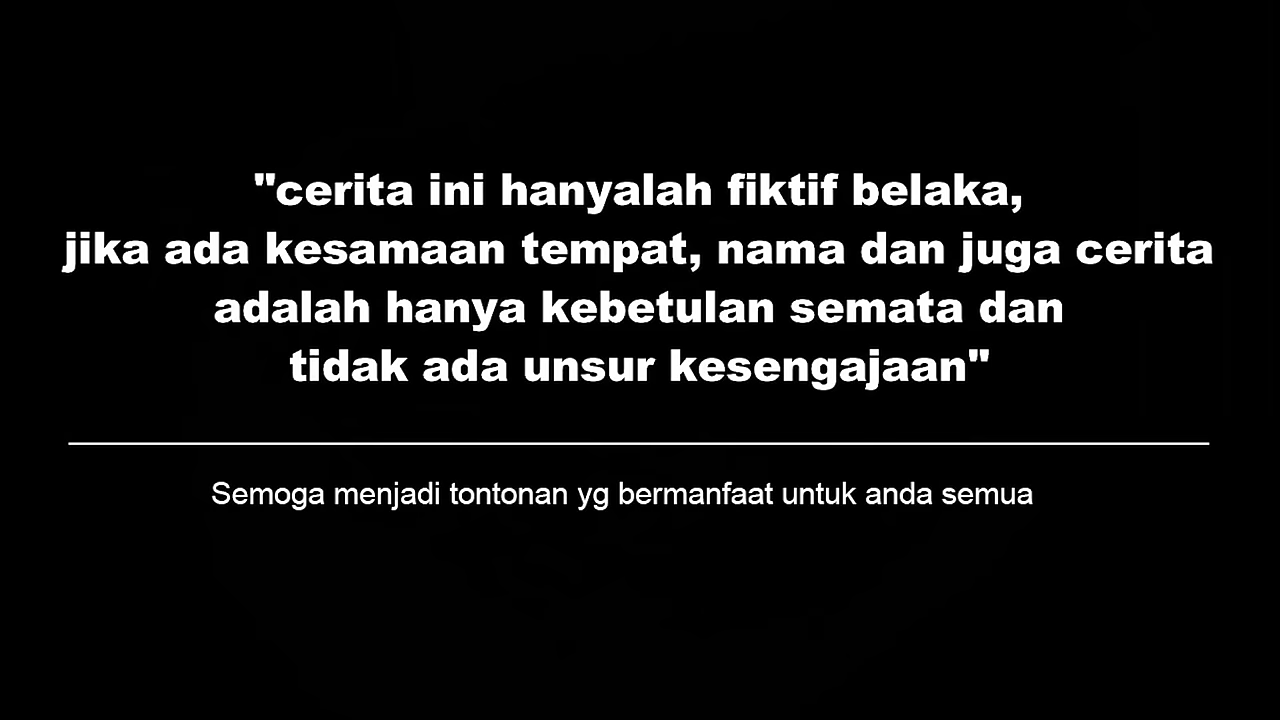 "cerita ini hanyalah fiktif belaka,
jika ada kesamaan tempat, nama dan juga cerita
adalah hanya kebetulan semata dan
tidak ada unsur kesengajaan"
Semoga menjadi tontonan yg bermanfaat untuk anda semua